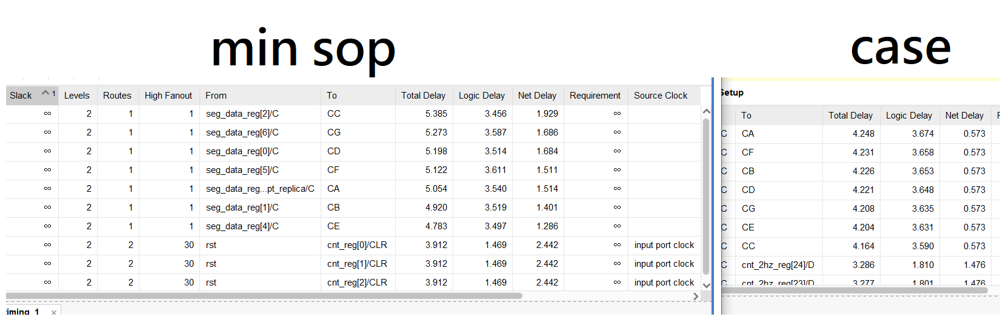 min sop
case
Slack 1 Levels Routes High Fanout From To Total Delay Logic Delay Net Delay Requirement Source Clock
∞ 2 1 1 seg_data_reg[2]/C CC 5.385 3.456 1.929 ∞
∞ 2 1 1 seg_data_reg[6]/C CG 5.273 3.587 1.686 ∞
∞ 2 1 1 seg_data_reg[0]/C CD 5.198 3.514 1.684 ∞
∞ 2 1 1 seg_data_reg[5]/C CF 5.122 3.611 1.511 ∞
∞ 2 1 1 seg_data_reg...pt_replica/C CA 5.054 3.540 1.514 ∞
∞ 2 1 1 seg_data_reg[1]/C CB 4.920 3.519 1.401 ∞
∞ 2 1 1 seg_data_reg[4]/C CE 4.783 3.497 1.286 ∞
∞ 2 2 30 rst cnt_reg[0]/CLR 3.912 1.469 2.442 ∞ input port clock
∞ 2 2 30 rst cnt_reg[1]/CLR 3.912 1.469 2.442 ∞ input port clock
∞ 2 2 30 rst cnt_reg[2]/CLR 3.912 1.469 2.442 ∞ input port clock
timing_1
Setup
To Total Delay Logic Delay Net Delay
C CA 4.248 3.674 0.573
C CF 4.231 3.658 0.573
C CB 4.226 3.653 0.573
C CD 4.221 3.648 0.573
C CG 4.208 3.635 0.573
C CE 4.204 3.631 0.573
C CC 4.164 3.590 0.573
C cnt_2hz_reg[24]/D 3.286 1.810 1.476
C cnt_2hz_reg[23]/D 3.277 1.801 1.476